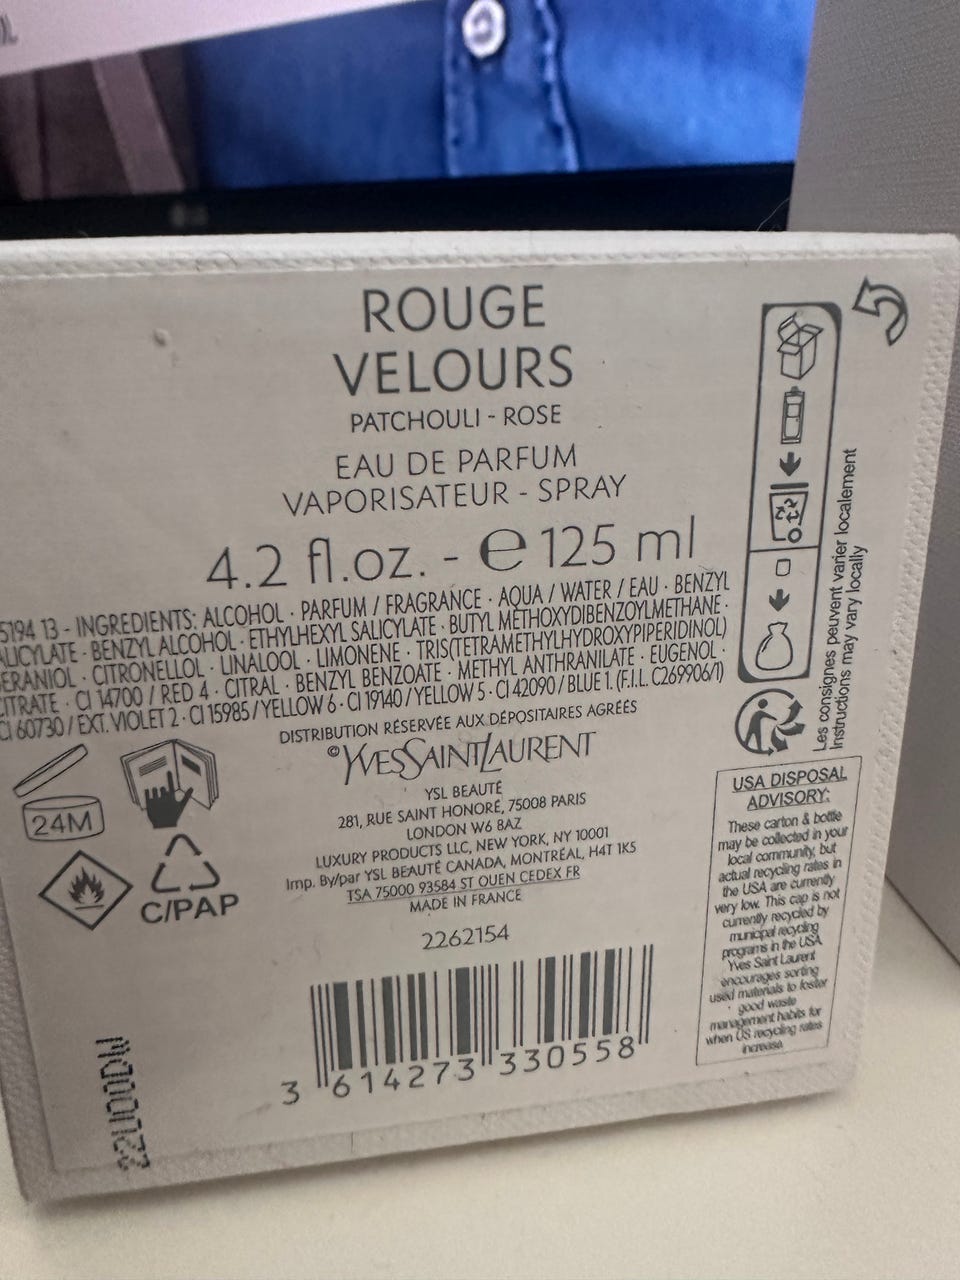 ROUGE
VELOURS
PATCHOULI - ROSE
EAU DE PARFUM
VAPORISATEUR - SPRAY
4.2 fl.oz. - e 125 ml
5194 13 - INGREDIENTS: ALCOHOL · PARFUM / FRAGRANCE · AQUA / WATER / EAU · BENZYL
ALICYLATE · BENZYL ALCOHOL · ETHYLHEXYL SALICYLATE · BUTYL METHOXYDIBENZOYLMETHANE ·
ERANIOL · CITRONELLOL · LINALOOL · LIMONENE · TRIS(TETRAMETHYLHYDROXYPIPERIDINOL)
CITRATE · CI 14700 / RED 4 · CITRAL · BENZYL BENZOATE · METHYL ANTHRANILATE · EUGENOL ·
CI 60730 / EXT. VIOLET 2 · CI 15985 / YELLOW 6 · CI 19140 / YELLOW 5 · CI 42090 / BLUE 1. (F.I.L. C269906/1)
DISTRIBUTION RÉSERVÉE AUX DÉPOSITAIRES AGRÉÉS
©YVESSAINTLAURENT
YSL BEAUTÉ
281, RUE SAINT HONORÉ, 75008 PARIS
LONDON W6 8AZ
LUXURY PRODUCTS LLC, NEW YORK, NY 10001
Imp. By/par YSL BEAUTÉ CANADA, MONTRÉAL, H4T 1K5
TSA 75000 93584 ST OUEN CEDEX FR
MADE IN FRANCE
2262154
3 614273 330558
24M
C/PAP
22U00DW
Les consignes peuvent varier localement
Instructions may vary locally
USA DISPOSAL
ADVISORY:
These carton & bottle
may be collected in your
local community, but
actual recycling rates in
the USA are currently
very low. This cap is not
currently recycled by
municipal recycling
programs in the USA.
Yves Saint Laurent
encourages sorting
used materials to foster
good waste
management habits for
when US recycling rates
increase.